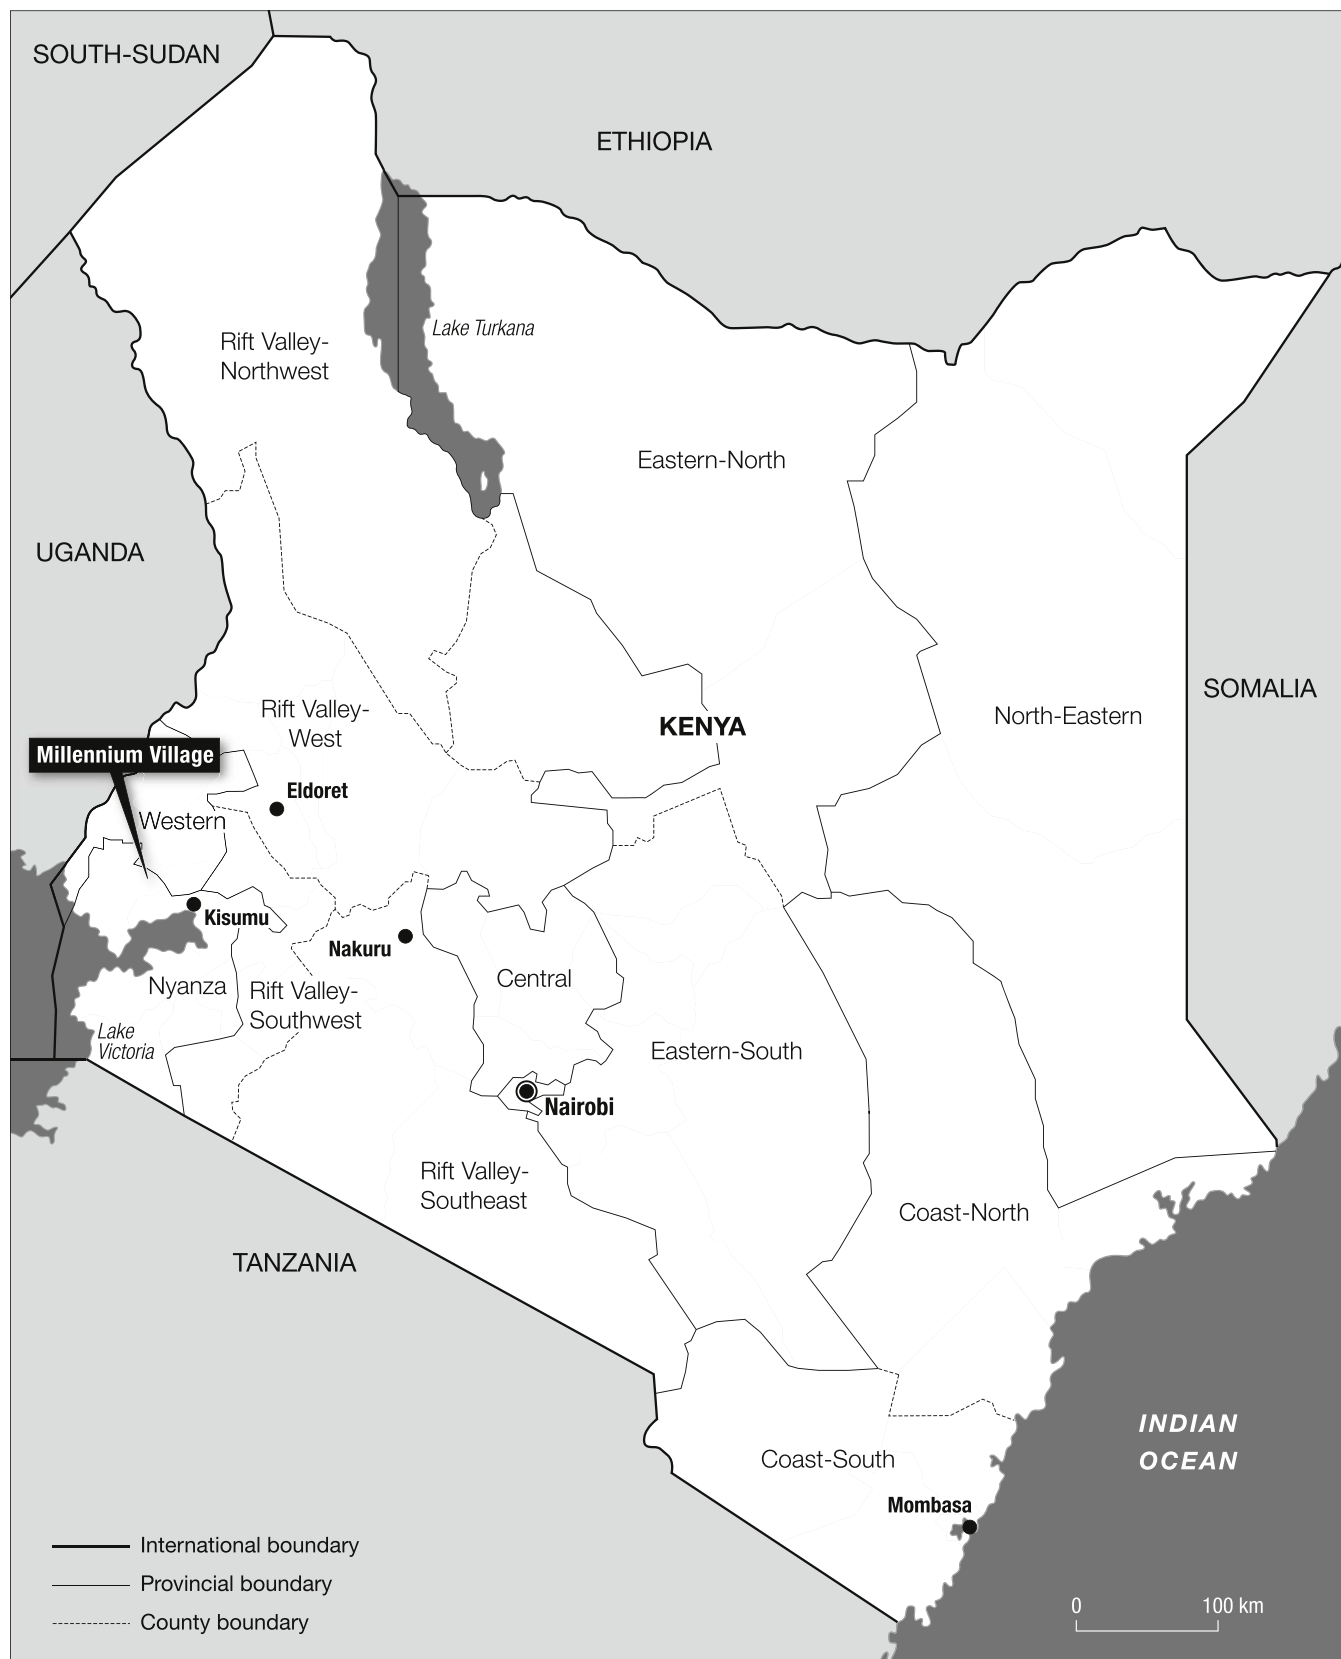 SOUTH-SUDAN
ETHIOPIA
Lake Turkana
Rift Valley-
Northwest
Eastern-North
UGANDA
SOMALIA
Rift Valley-
West
KENYA
North-Eastern
Millennium Village
Eldoret
Western
Kisumu
Nakuru
Nyanza
Rift Valley-
Southwest
Central
Lake
Victoria
Eastern-South
Nairobi
Rift Valley-
Southeast
Coast-North
TANZANIA
INDIAN
OCEAN
Coast-South
Mombasa
International boundary
Provincial boundary
County boundary
0 100 km